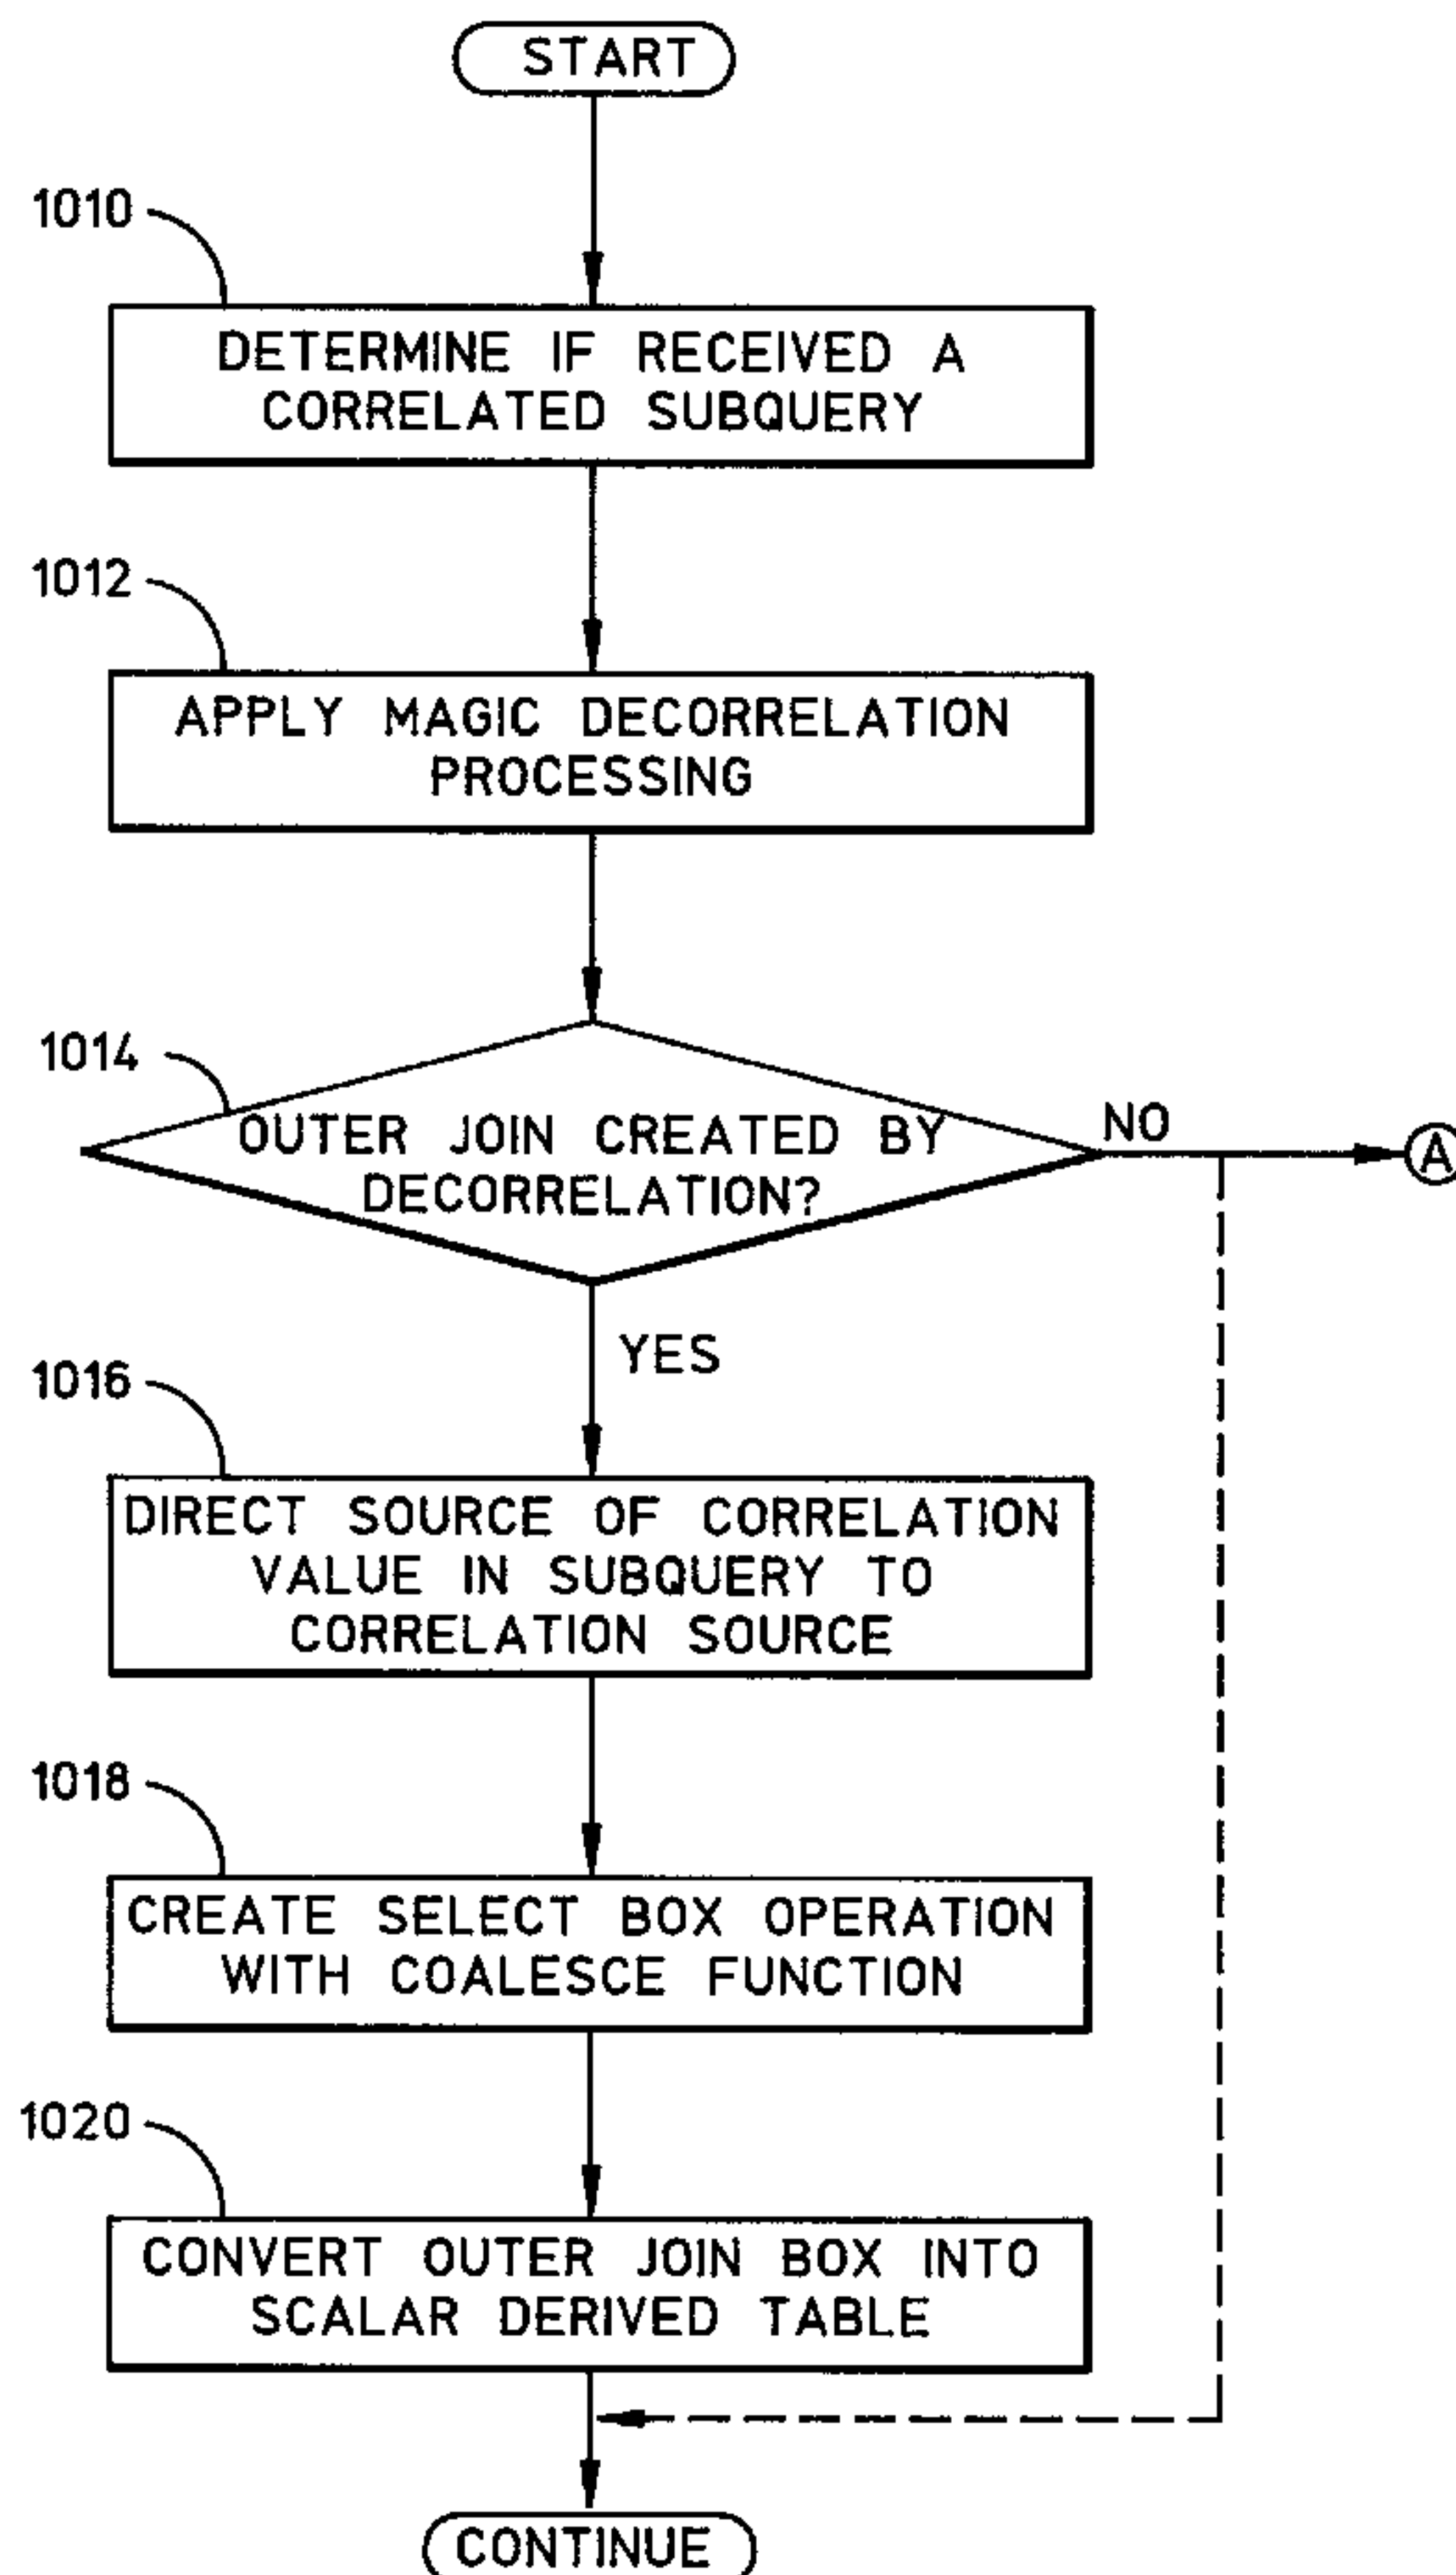 START
1010
DETERMINE IF RECEIVED A
CORRELATED SUBQUERY
1012
APPLY MAGIC DECORRELATION
PROCESSING
1014
OUTER JOIN CREATED BY
DECORRELATION?
NO
A
YES
1016
DIRECT SOURCE OF CORRELATION
VALUE IN SUBQUERY TO
CORRELATION SOURCE
1018
CREATE SELECT BOX OPERATION
WITH COALESCE FUNCTION
1020
CONVERT OUTER JOIN BOX INTO
SCALAR DERIVED TABLE
CONTINUE